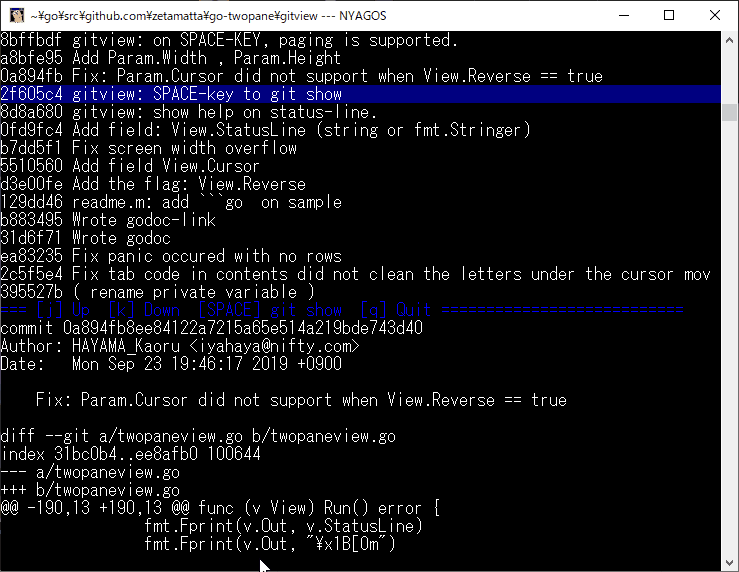 ~¥go¥src¥github.com¥zetamatta¥go-twopane¥gitview --- NYAGOS
8bffbdf gitview: on SPACE-KEY, paging is supported.
a8bfe95 Add Param.Width , Param.Height
0a894fb Fix: Param.Cursor did not support when View.Reverse == true
2f605c4 gitview: SPACE-key to git show
8d8a680 gitview: show help on status-line.
0fd9fc4 Add field: View.StatusLine (string or fmt.Stringer)
b7dd5f1 Fix screen width overflow
5510560 Add field View.Cursor
d3e00fe Add the flag: View.Reverse
129dd46 readme.m: add ```go  on sample
b883495 Wrote godoc-link
31d6f71 Wrote godoc
ea83235 Fix panic occured with no rows
2c5f5e4 Fix tab code in contents did not clean the letters under the cursor mov
395527b ( rename private variable )
=== [j] Up  [k] Down  [SPACE] git show  [q] Quit ===========================
commit 0a894fb8ee84122a7215a65e514a219bde743d40
Author: HAYAMA_Kaoru <iyahaya@nifty.com>
Date:   Mon Sep 23 19:46:17 2019 +0900
    Fix: Param.Cursor did not support when View.Reverse == true
diff --git a/twopaneview.go b/twopaneview.go
index 31bc0b4..ee8afb0 100644
--- a/twopaneview.go
+++ b/twopaneview.go
@@ -190,13 +190,13 @@ func (v View) Run() error {
                fmt.Fprint(v.Out, v.StatusLine)
                fmt.Fprint(v.Out, "¥x1B[0m")